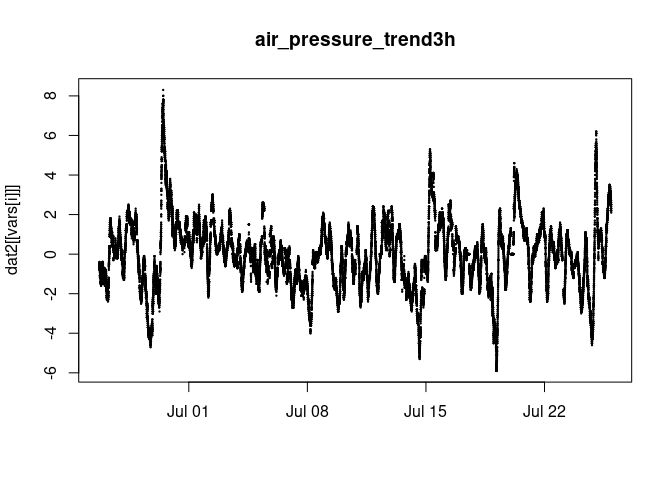 air_pressure_trend3h
dat2[[vars[i]]]
8
6
4
2
0
-2
-4
-6
Jul 01
Jul 08
Jul 15
Jul 22